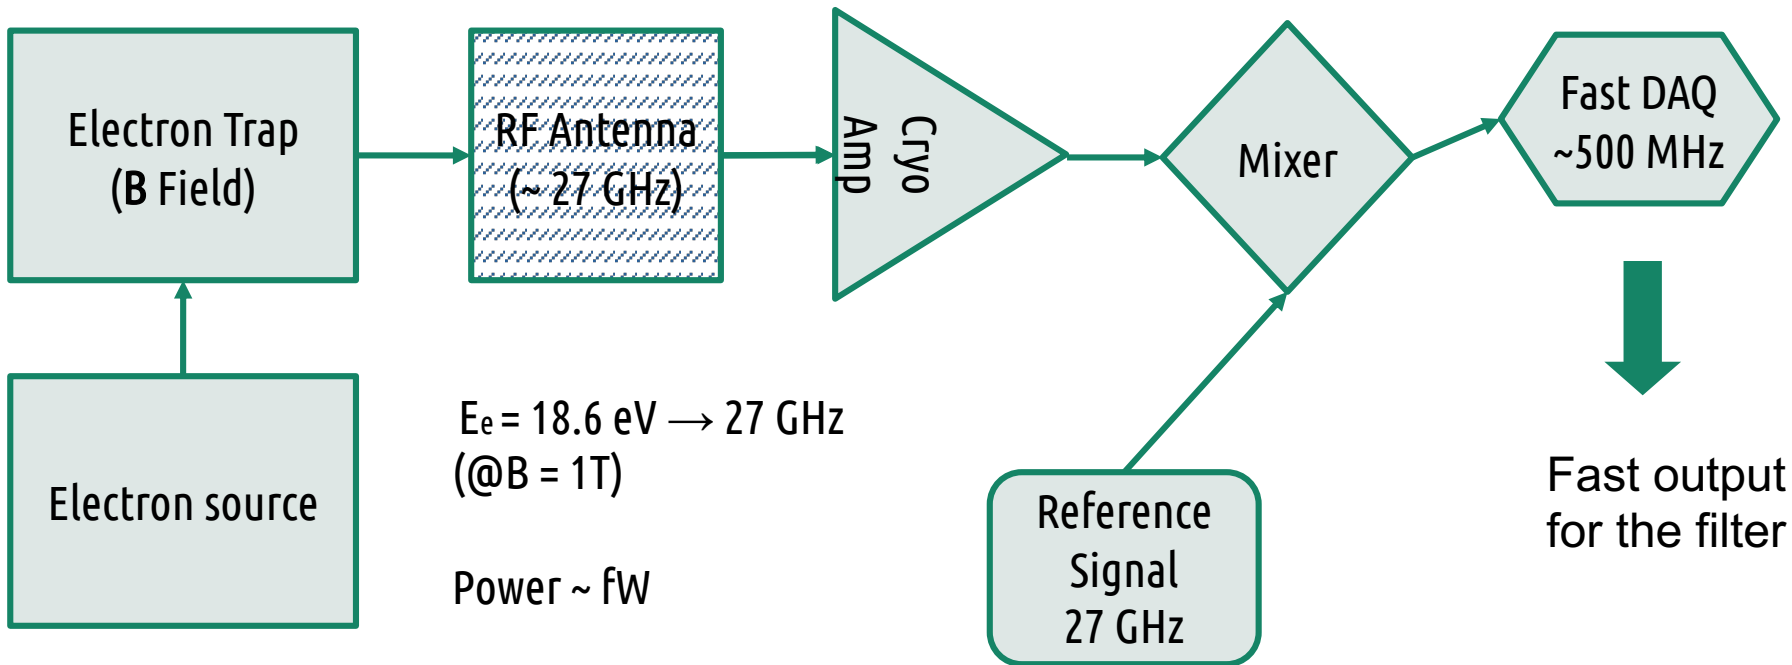 Electron Trap
(B Field)
RF Antenna
(~ 27 GHz)
Cryo
Amp
Mixer
Fast DAQ
~500 MHz
Electron source
Ee = 18.6 eV → 27 GHz
(@B = 1T)
Power ~ fW
Reference
Signal
27 GHz
Fast output
for the filter